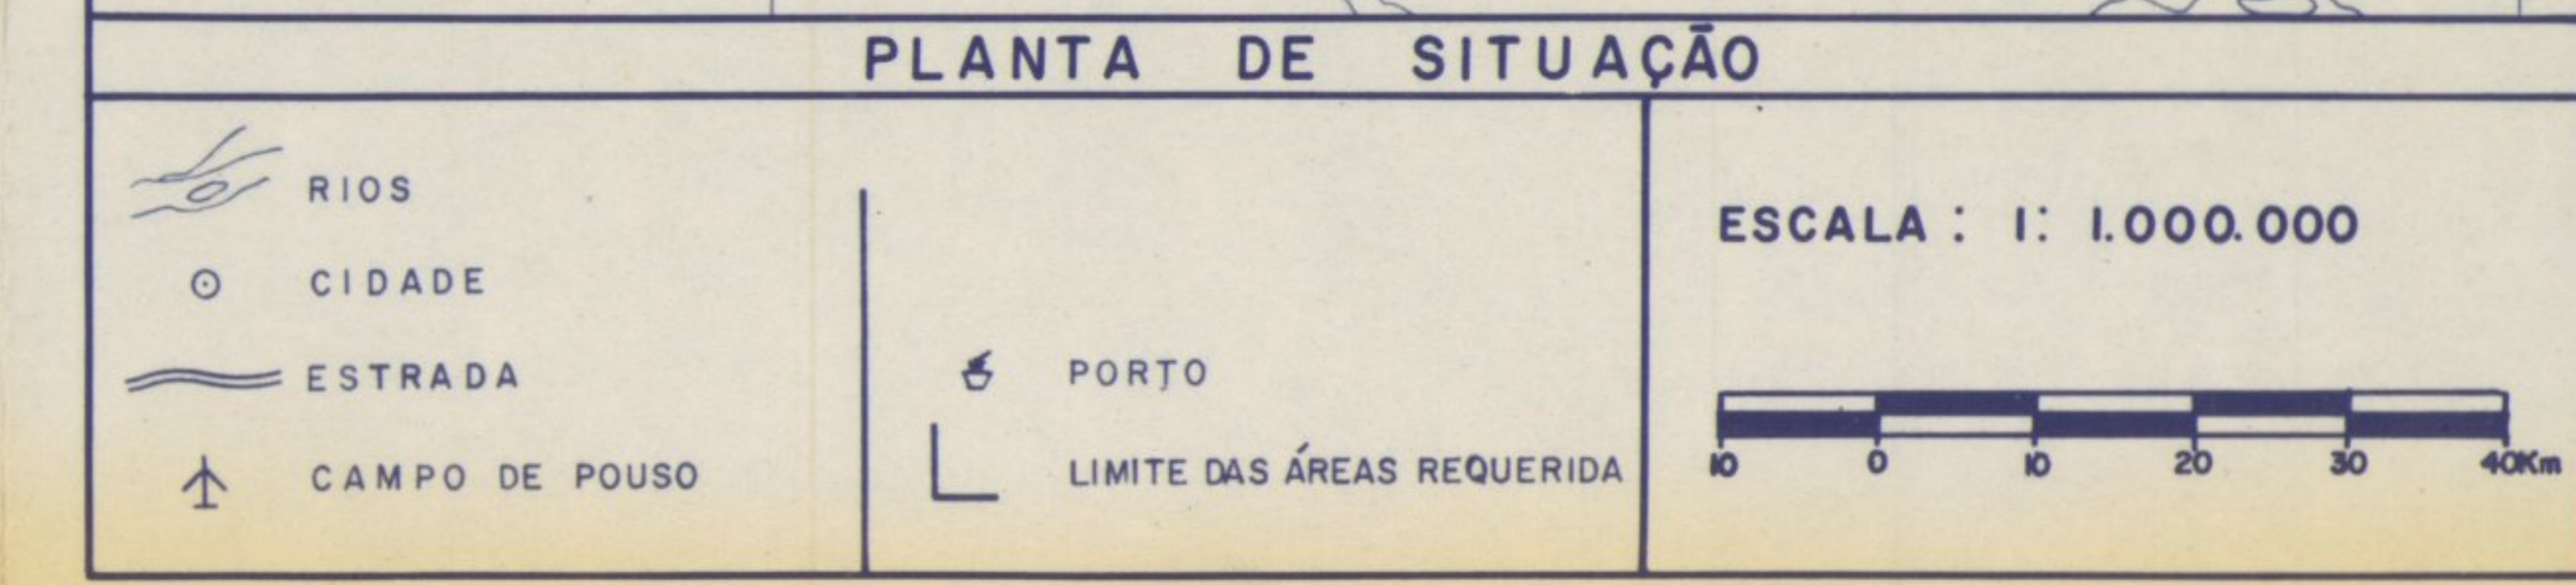 PLANTA DE SITUAÇÃO
RIOS
CIDADE
ESTRADA
CAMPO DE POUSO
PORTO
LIMITE DAS ÁREAS REQUERIDA
ESCALA : 1: 1.000.000
10 0 10 20 30 40Km